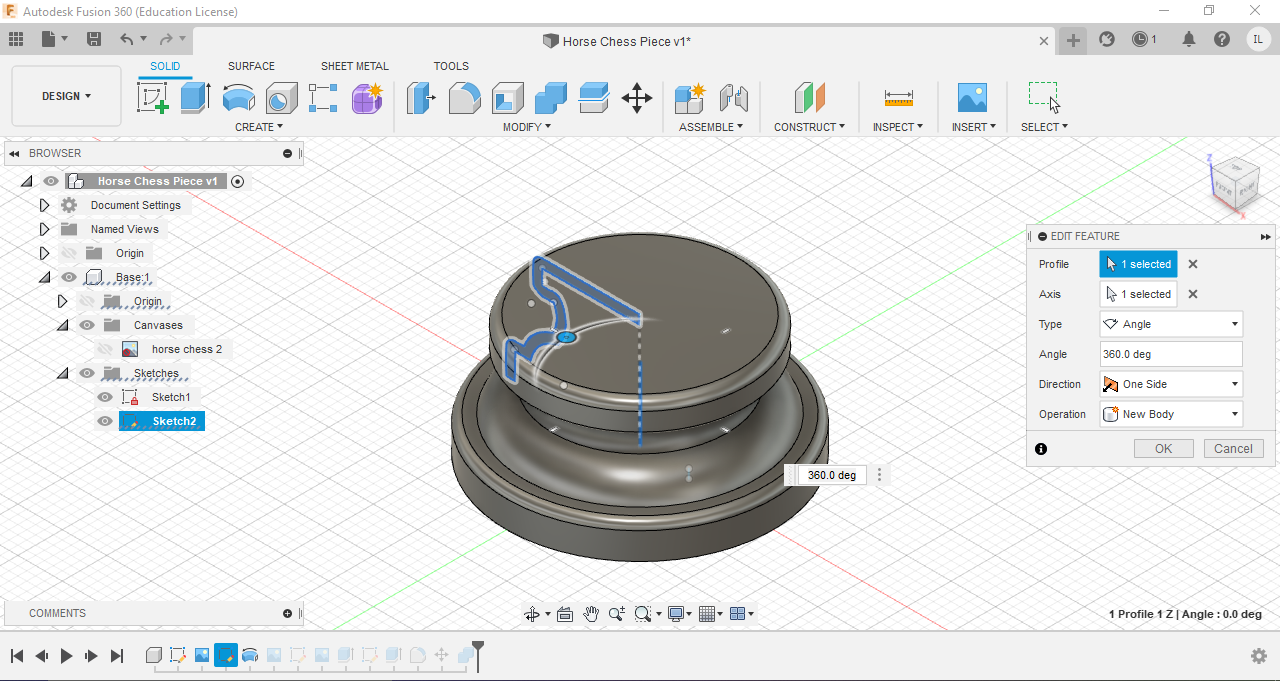 Autodesk Fusion 360 (Education License)
Horse Chess Piece v1*
1
IL
SOLID SURFACE SHEET METAL TOOLS
DESIGN
CREATE MODIFY ASSEMBLE CONSTRUCT INSPECT INSERT SELECT
BROWSER
Horse Chess Piece v1
Document Settings
Named Views
Origin
Base:1
Origin
Canvases
horse chess 2
Sketches
Sketch1
Sketch2
Z
X
EDIT FEATURE
Profile 1 selected
Axis 1 selected
Type Angle
Angle 360.0 deg
Direction One Side
Operation New Body
OK Cancel
360.0 deg
COMMENTS
1 Profile 1 Z | Angle : 0.0 deg